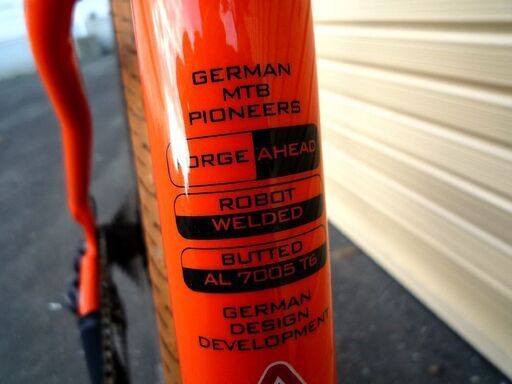 GERMAN
MTB
PIONEERS
FORGE AHEAD
ROBOT
WELDED
BUTTED
AL 7005 T6
GERMAN
DESIGN
DEVELOPMENT